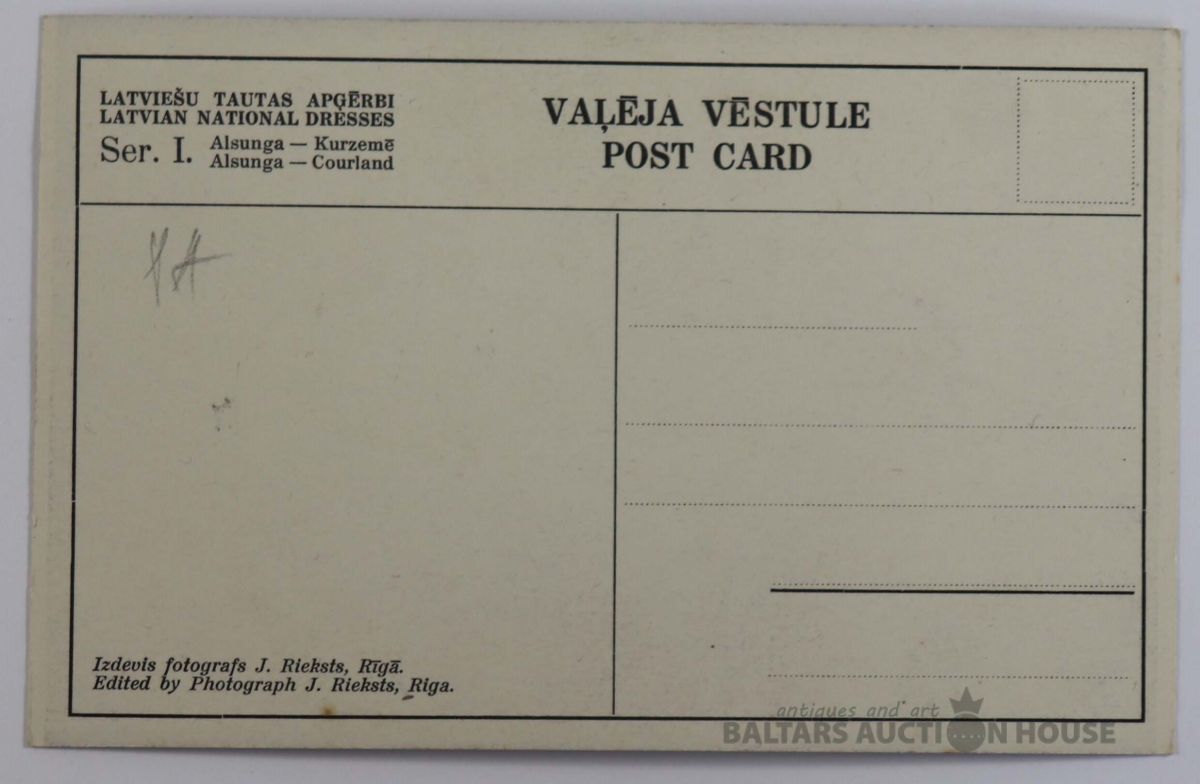 LATVIEŠU TAUTAS APĢĒRBI
LATVIAN NATIONAL DRESSES
Ser. I. Alsunga — Kurzemē
Alsunga — Courland
VAĻĒJA VĒSTULE
POST CARD
Izdevis fotografs J. Rieksts, Rīgā.
Edited by Photograph J. Rieksts, Riga.
antiques and art
BALTARS AUCTION HOUSE